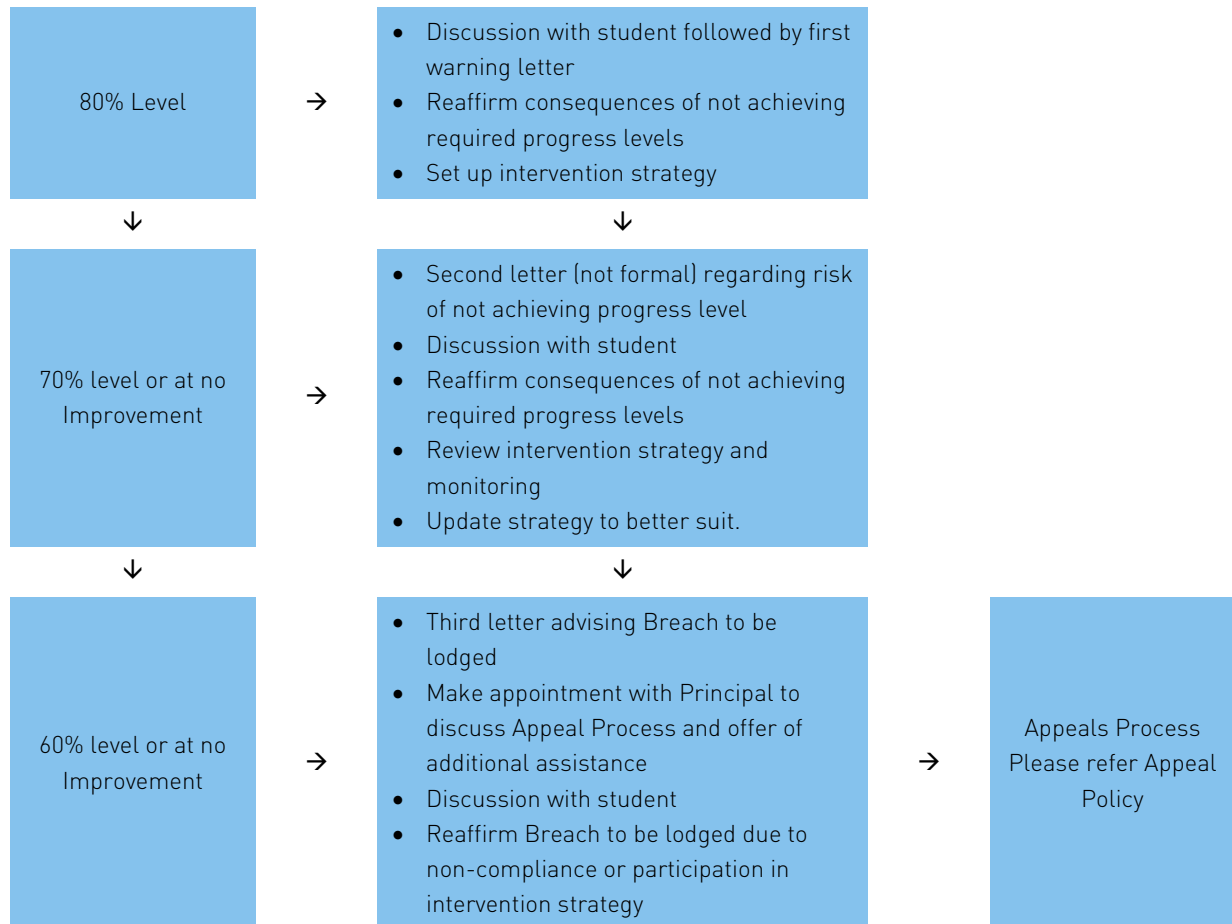 80% Level
→
• Discussion with student followed by first
warning letter
• Reaffirm consequences of not achieving
required progress levels
• Set up intervention strategy
↓
↓
70% level or at no
Improvement
→
• Second letter (not formal) regarding risk
of not achieving progress level
• Discussion with student
• Reaffirm consequences of not achieving
required progress levels
• Review intervention strategy and
monitoring
• Update strategy to better suit.
↓
↓
60% level or at no
Improvement
→
• Third letter advising Breach to be
lodged
• Make appointment with Principal to
discuss Appeal Process and offer of
additional assistance
• Discussion with student
• Reaffirm Breach to be lodged due to
non-compliance or participation in
intervention strategy
→
Appeals Process
Please refer Appeal
Policy